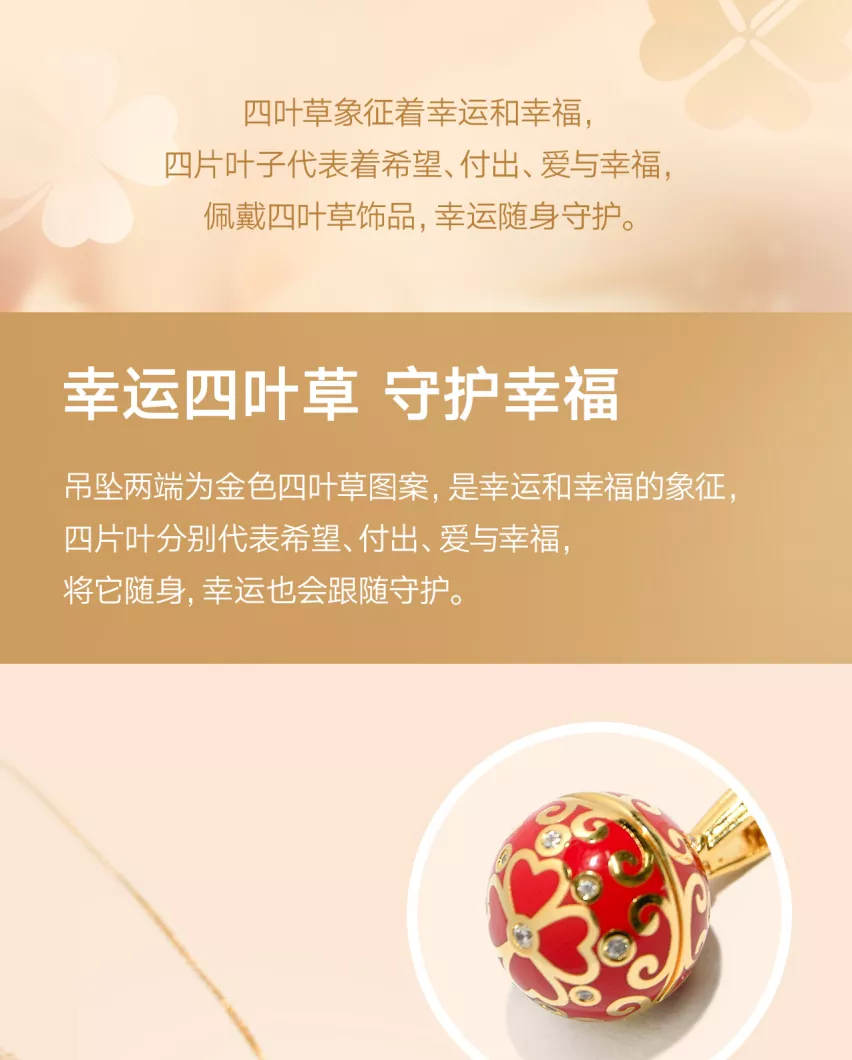 四叶草象征着幸运和幸福，
四片叶子代表着希望、付出、爱与幸福，
佩戴四叶草饰品，幸运随身守护。
幸运四叶草 守护幸福
吊坠两端为金色四叶草图案，是幸运和幸福的象征，
四片叶分别代表希望、付出、爱与幸福，
将它随身，幸运也会跟随守护。